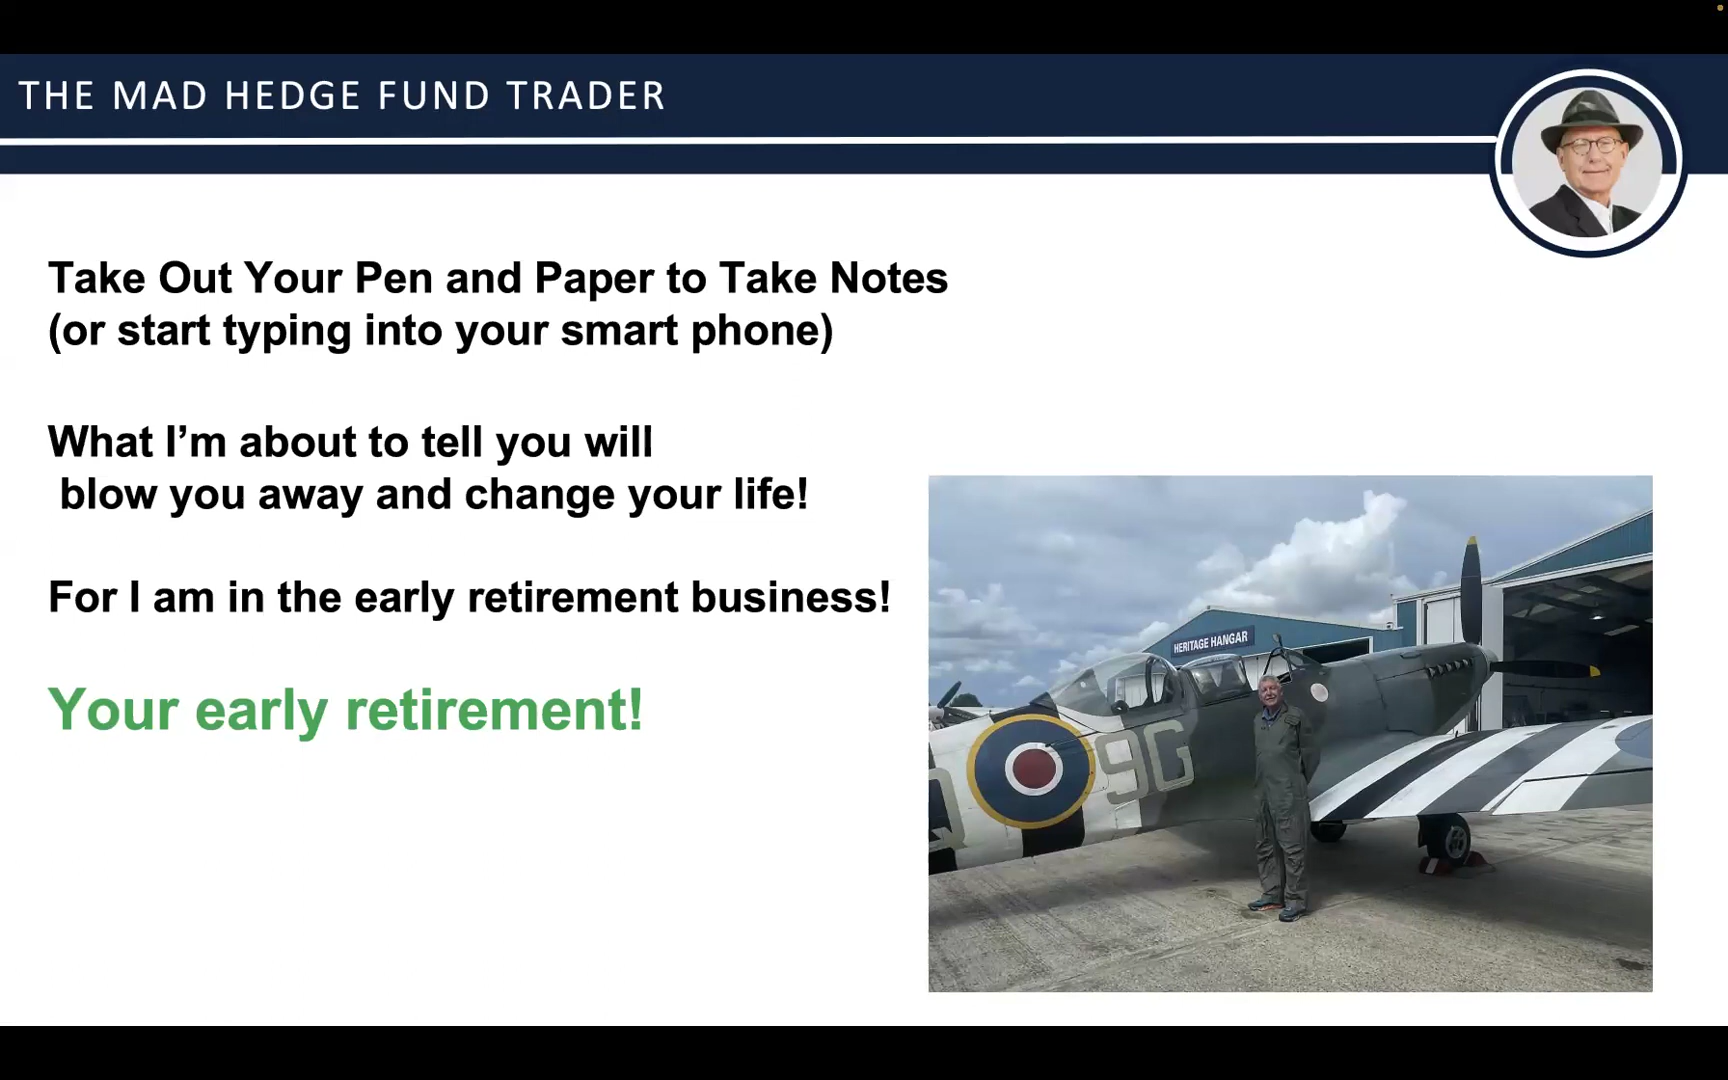 THE MAD HEDGE FUND TRADER
Take Out Your Pen and Paper to Take Notes
(or start typing into your smart phone)
What I’m about to tell you will
blow you away and change your life!
For I am in the early retirement business!
Your early retirement!
HERITAGE HANGAR
9G